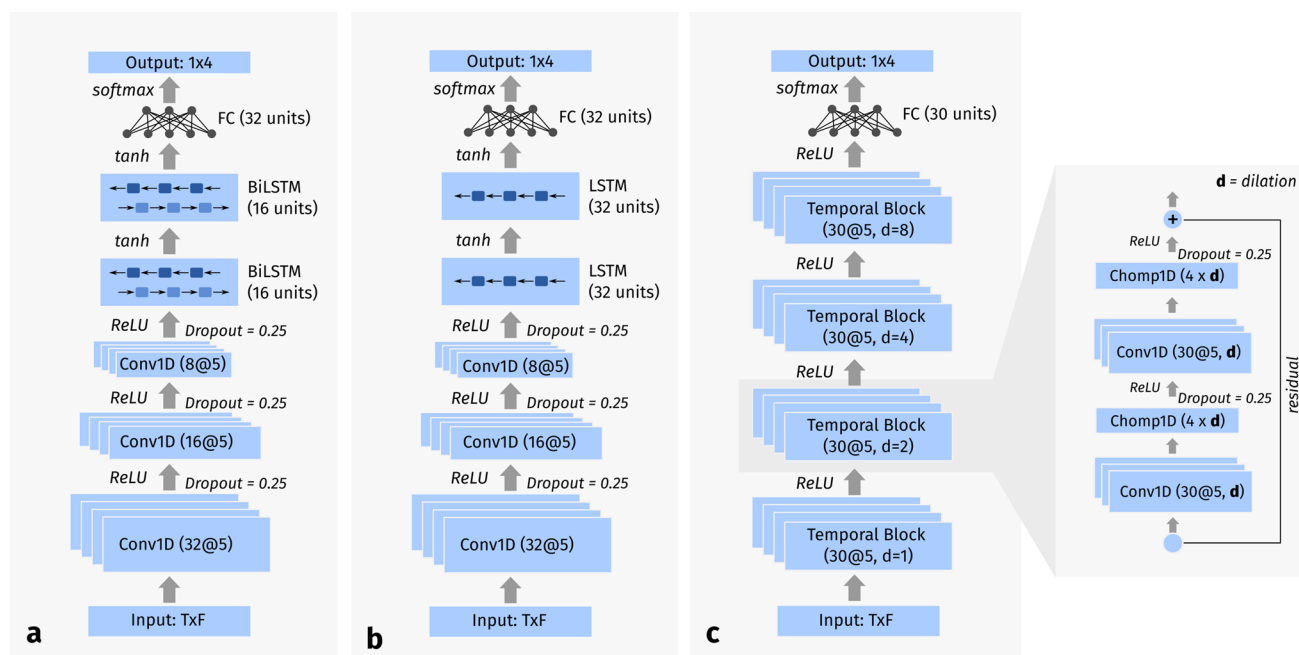 Output: 1x4
softmax
FC (32 units)
tanh
BiLSTM
(16 units)
tanh
BiLSTM
(16 units)
ReLU
Dropout = 0.25
Conv1D (8@5)
ReLU
Dropout = 0.25
Conv1D (16@5)
ReLU
Dropout = 0.25
Conv1D (32@5)
Input: TxF
a
Output: 1x4
softmax
FC (32 units)
tanh
LSTM
(32 units)
tanh
LSTM
(32 units)
ReLU
Dropout = 0.25
Conv1D (8@5)
ReLU
Dropout = 0.25
Conv1D (16@5)
ReLU
Dropout = 0.25
Conv1D (32@5)
Input: TxF
b
Output: 1x4
softmax
FC (30 units)
ReLU
Temporal Block
(30@5, d=8)
ReLU
Temporal Block
(30@5, d=4)
ReLU
Temporal Block
(30@5, d=2)
ReLU
Temporal Block
(30@5, d=1)
Input: TxF
c
d = dilation
+
ReLU
Dropout = 0.25
Chomp1D (4 x d)
Conv1D (30@5, d)
ReLU
Dropout = 0.25
Chomp1D (4 x d)
Conv1D (30@5, d)
residual